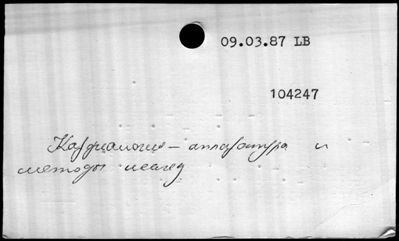 09.03.87 LB
104247
Кардиология – аппаратура и
методы исслед